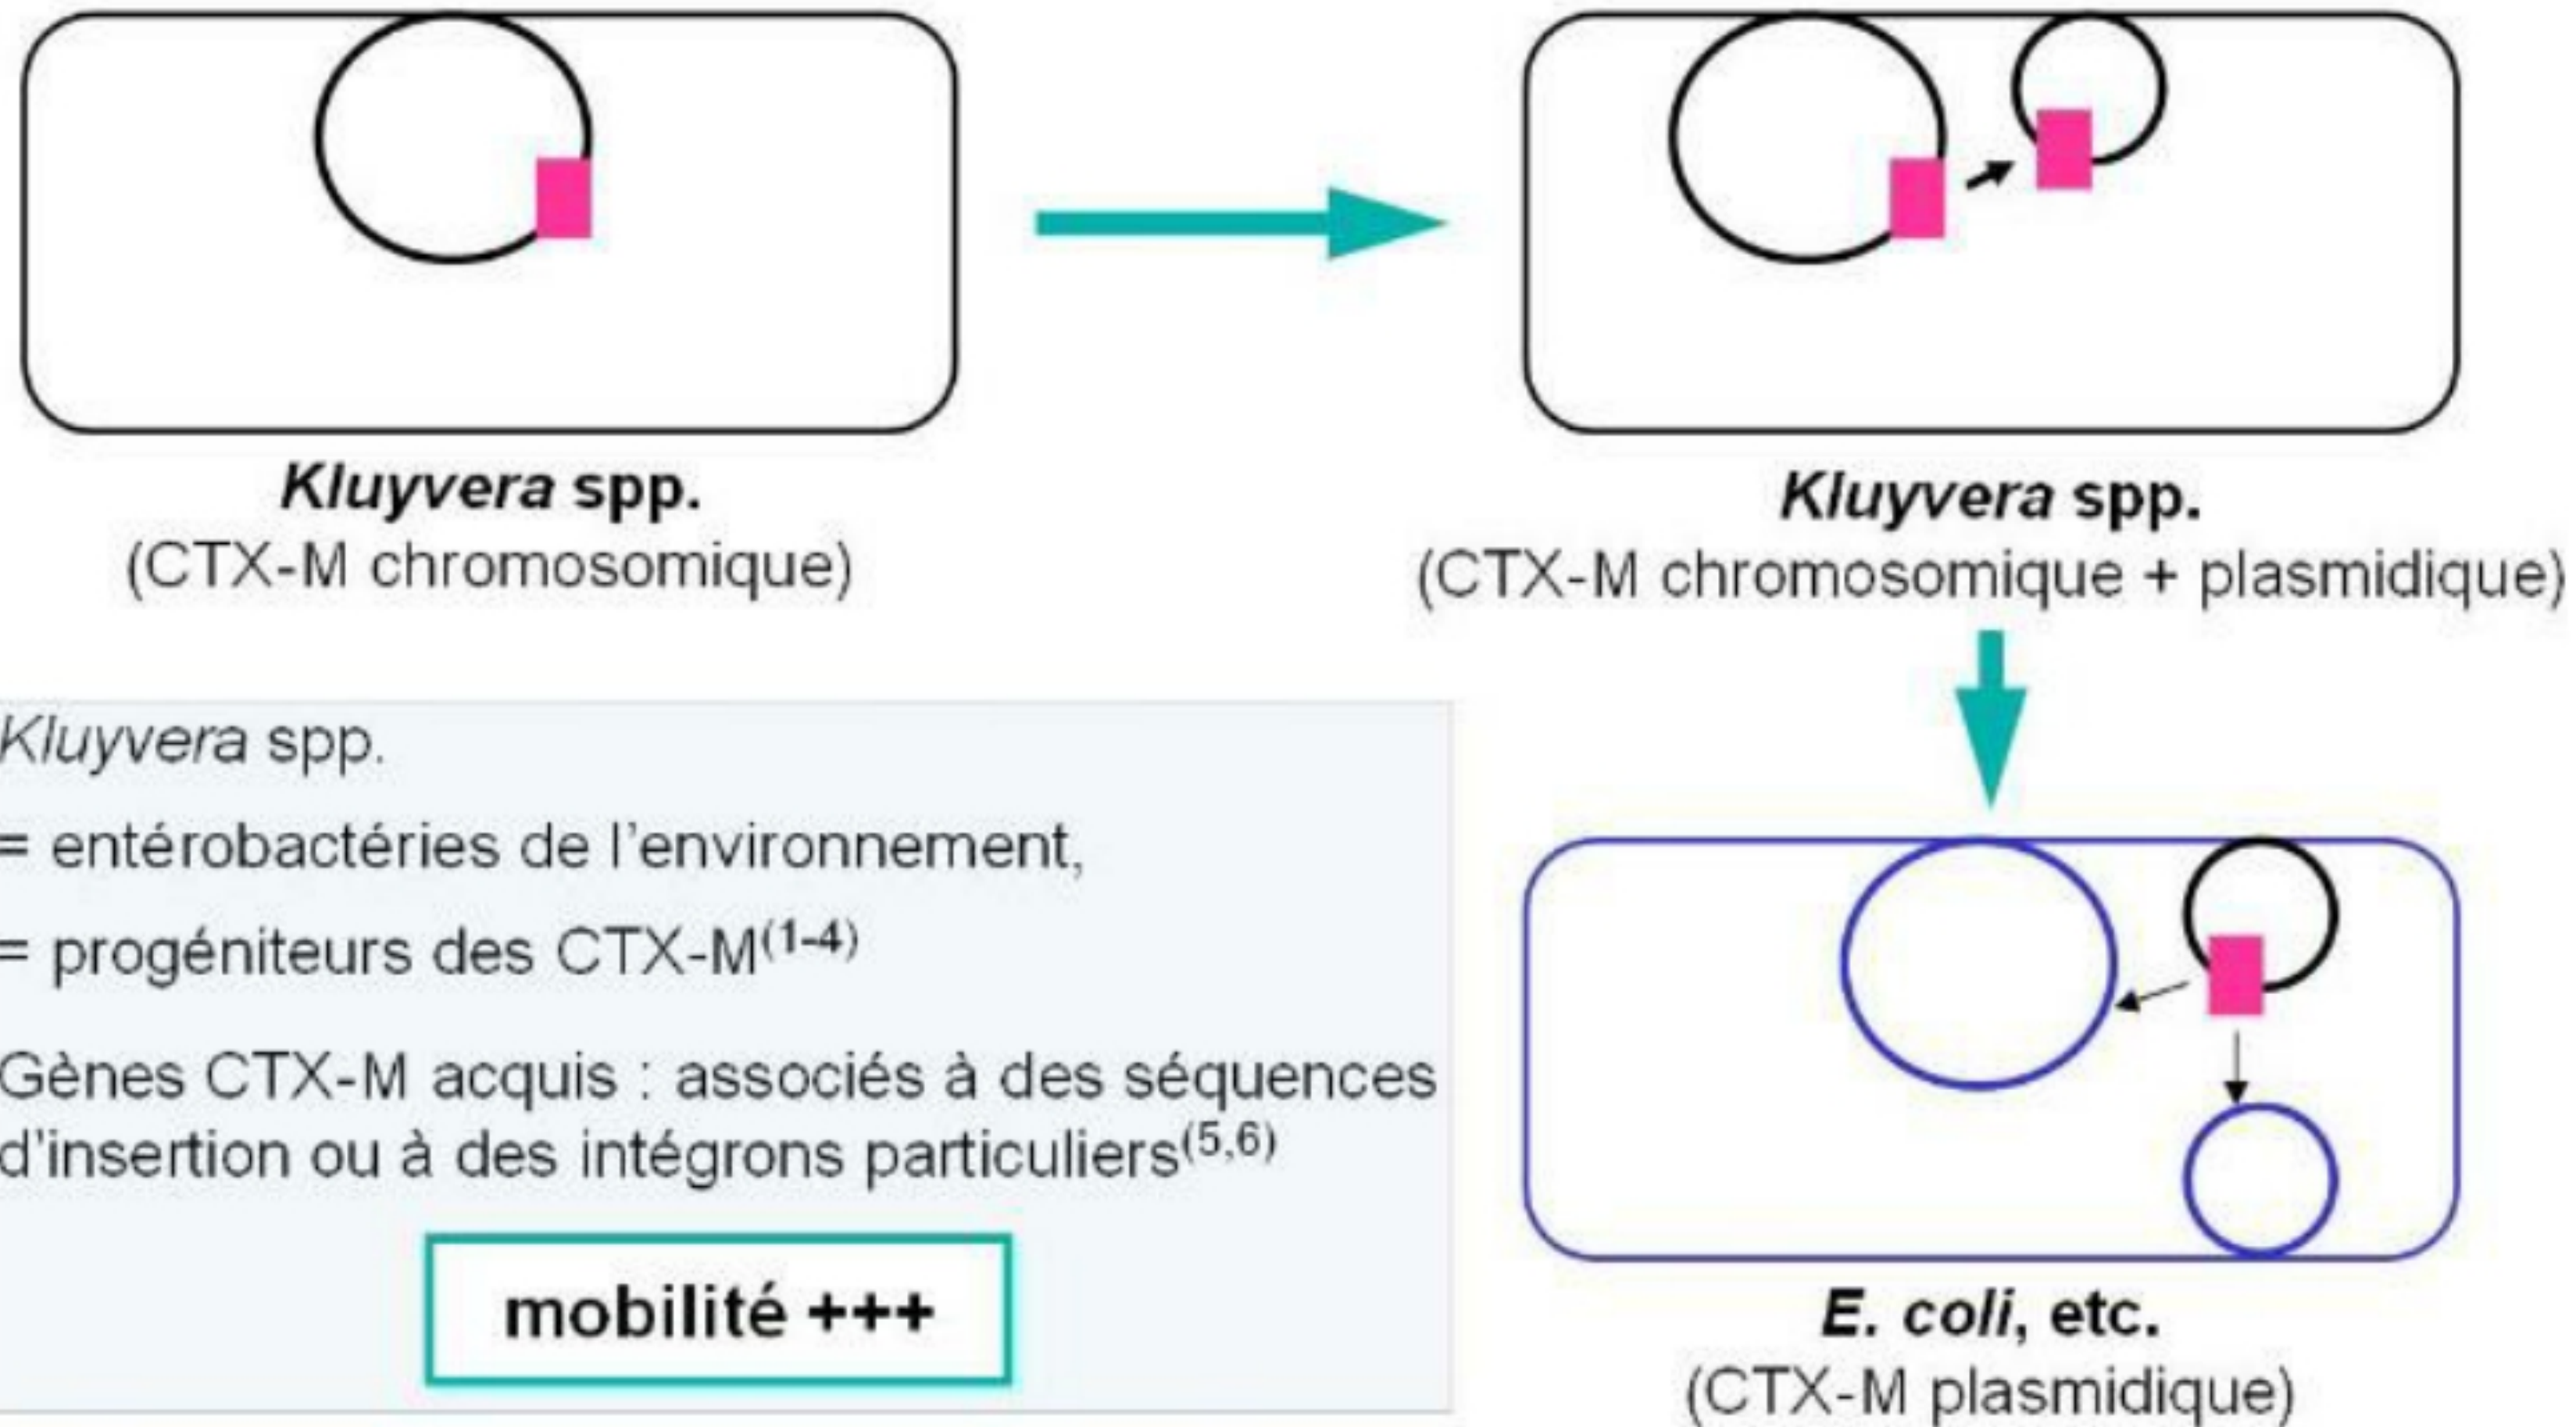 Kluyvera spp.
(CTX-M chromosomique)
Kluyvera spp.
(CTX-M chromosomique + plasmidique)
Kluyvera spp.
= entérobactéries de l'environnement,
= progéniteurs des CTX-M(1-4)
Gènes CTX-M acquis : associés à des séquences
d'insertion ou à des intégrons particuliers(5,6)
mobilité +++
E. coli, etc.
(CTX-M plasmidique)